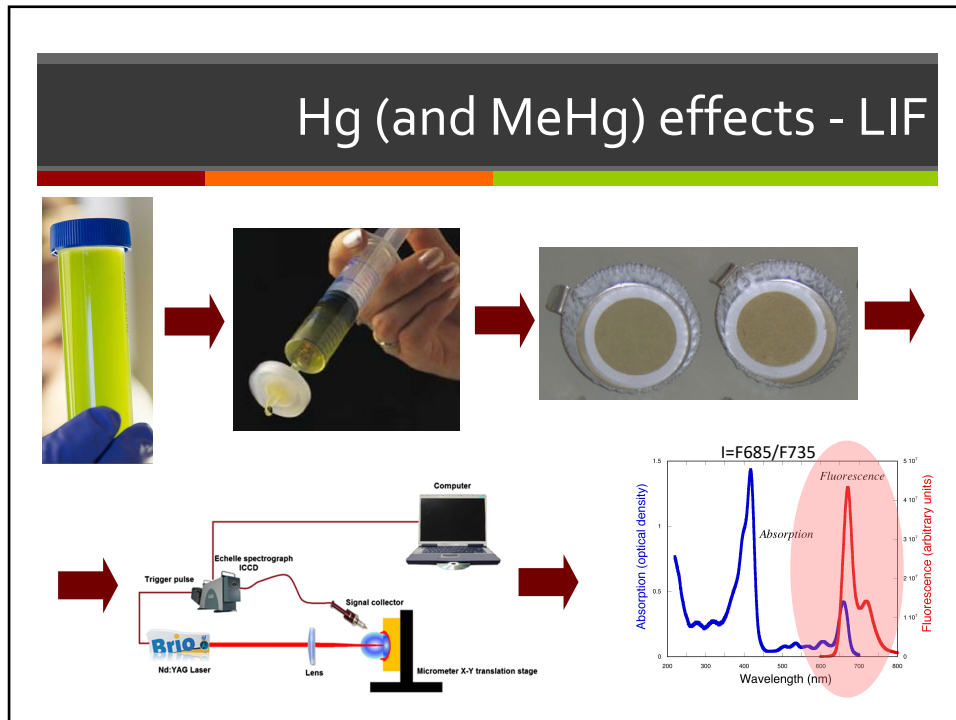 Hg (and MeHg) effects - LIF
Computer
Echelle spectrograph
ICCD
Trigger pulse
Signal collector
Brio
Nd:YAG Laser
Lens
Micrometer X-Y translation stage
I=F685/F735
Fluorescence
Absorption
Absorption (optical density)
1.5
1
0.5
0
5 10⁷
4 10⁷
3 10⁷
2 10⁷
1 10⁷
0
Fluorescence (arbitrary units)
200 300 400 500 600 700 800
Wavelength (nm)